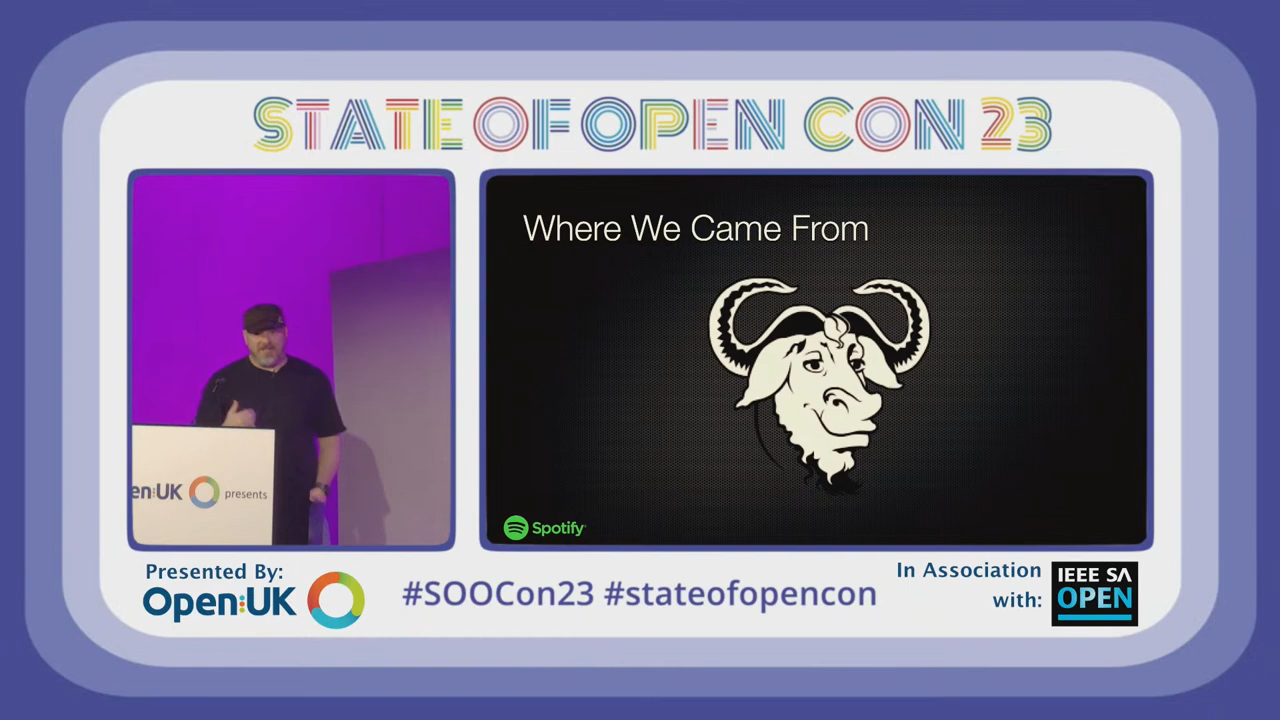 STATE OF OPEN CON 23
Where We Came From
en:UK presents
Spotify
Presented By:
Open:UK
#SOOCon23 #stateofopencon
In Association
with:
IEEE SA
OPEN